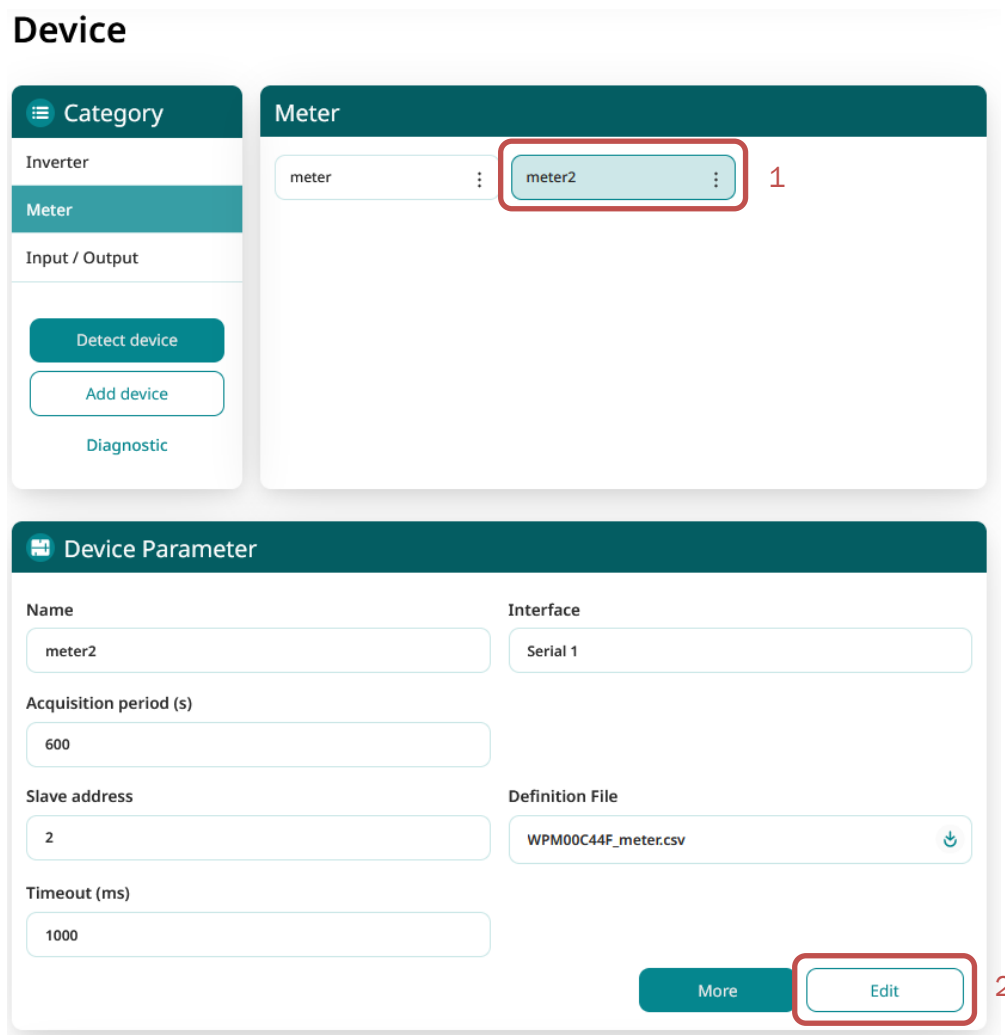 Device
Category
Inverter
Meter
Input / Output
Detect device
Add device
Diagnostic
Meter
meter
meter2
1
Device Parameter
Name
meter2
Interface
Serial 1
Acquisition period (s)
600
Slave address
2
Definition File
WPM00C44F_meter.csv
Timeout (ms)
1000
More
Edit
2